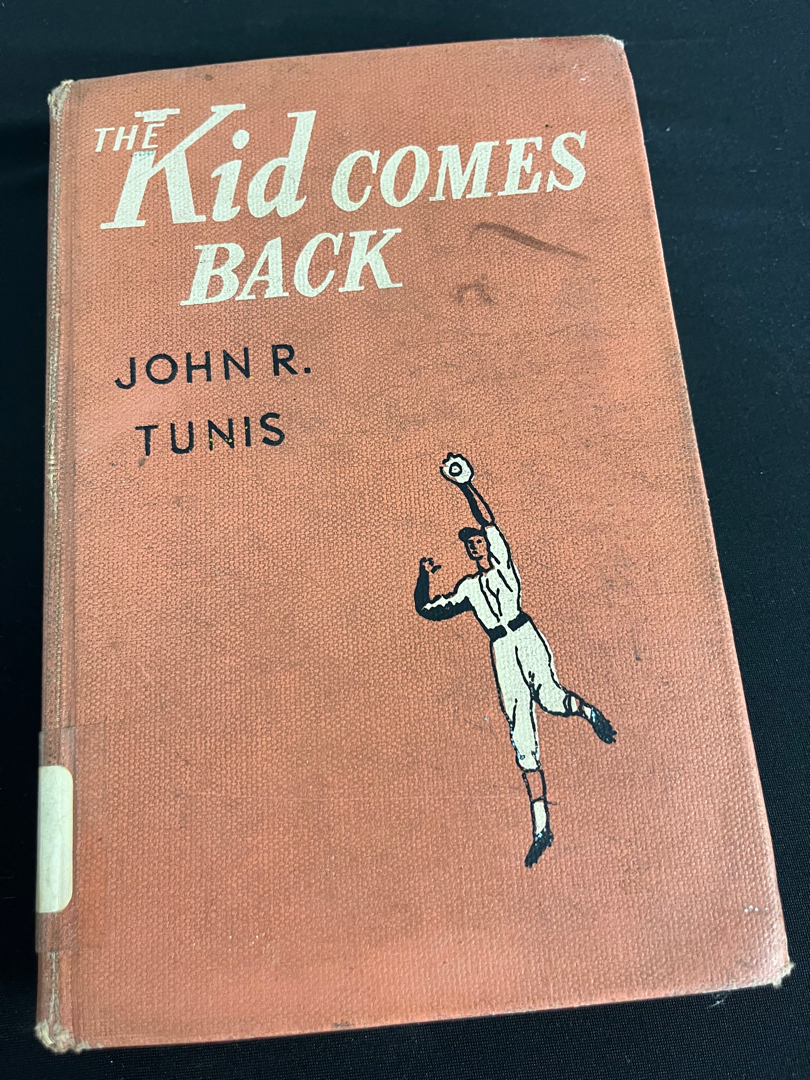 THE Kid COMES
BACK
JOHN R.
TUNIS